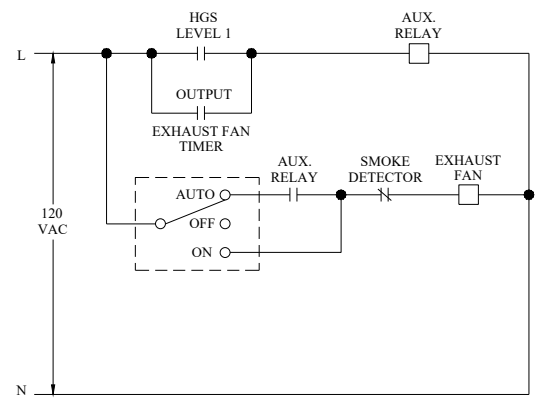 HGS
LEVEL 1
AUX.
RELAY
L
OUTPUT
EXHAUST FAN
TIMER
AUX.
RELAY
SMOKE
DETECTOR
EXHAUST
FAN
AUTO
OFF
ON
120
VAC
N